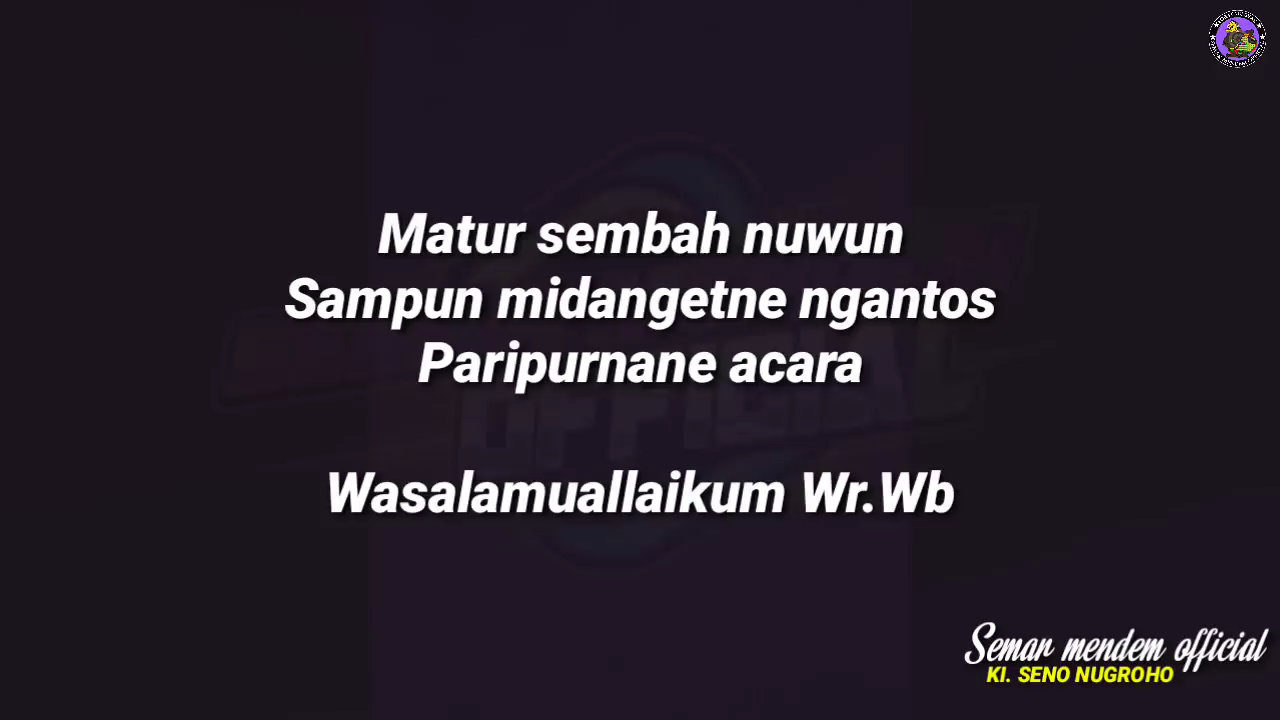 Matur sembah nuwun
Sampun midangetne ngantos
Paripurnane acara
Wasalamuallaikum Wr.Wb
Semar mendem official
KI. SENO NUGROHO